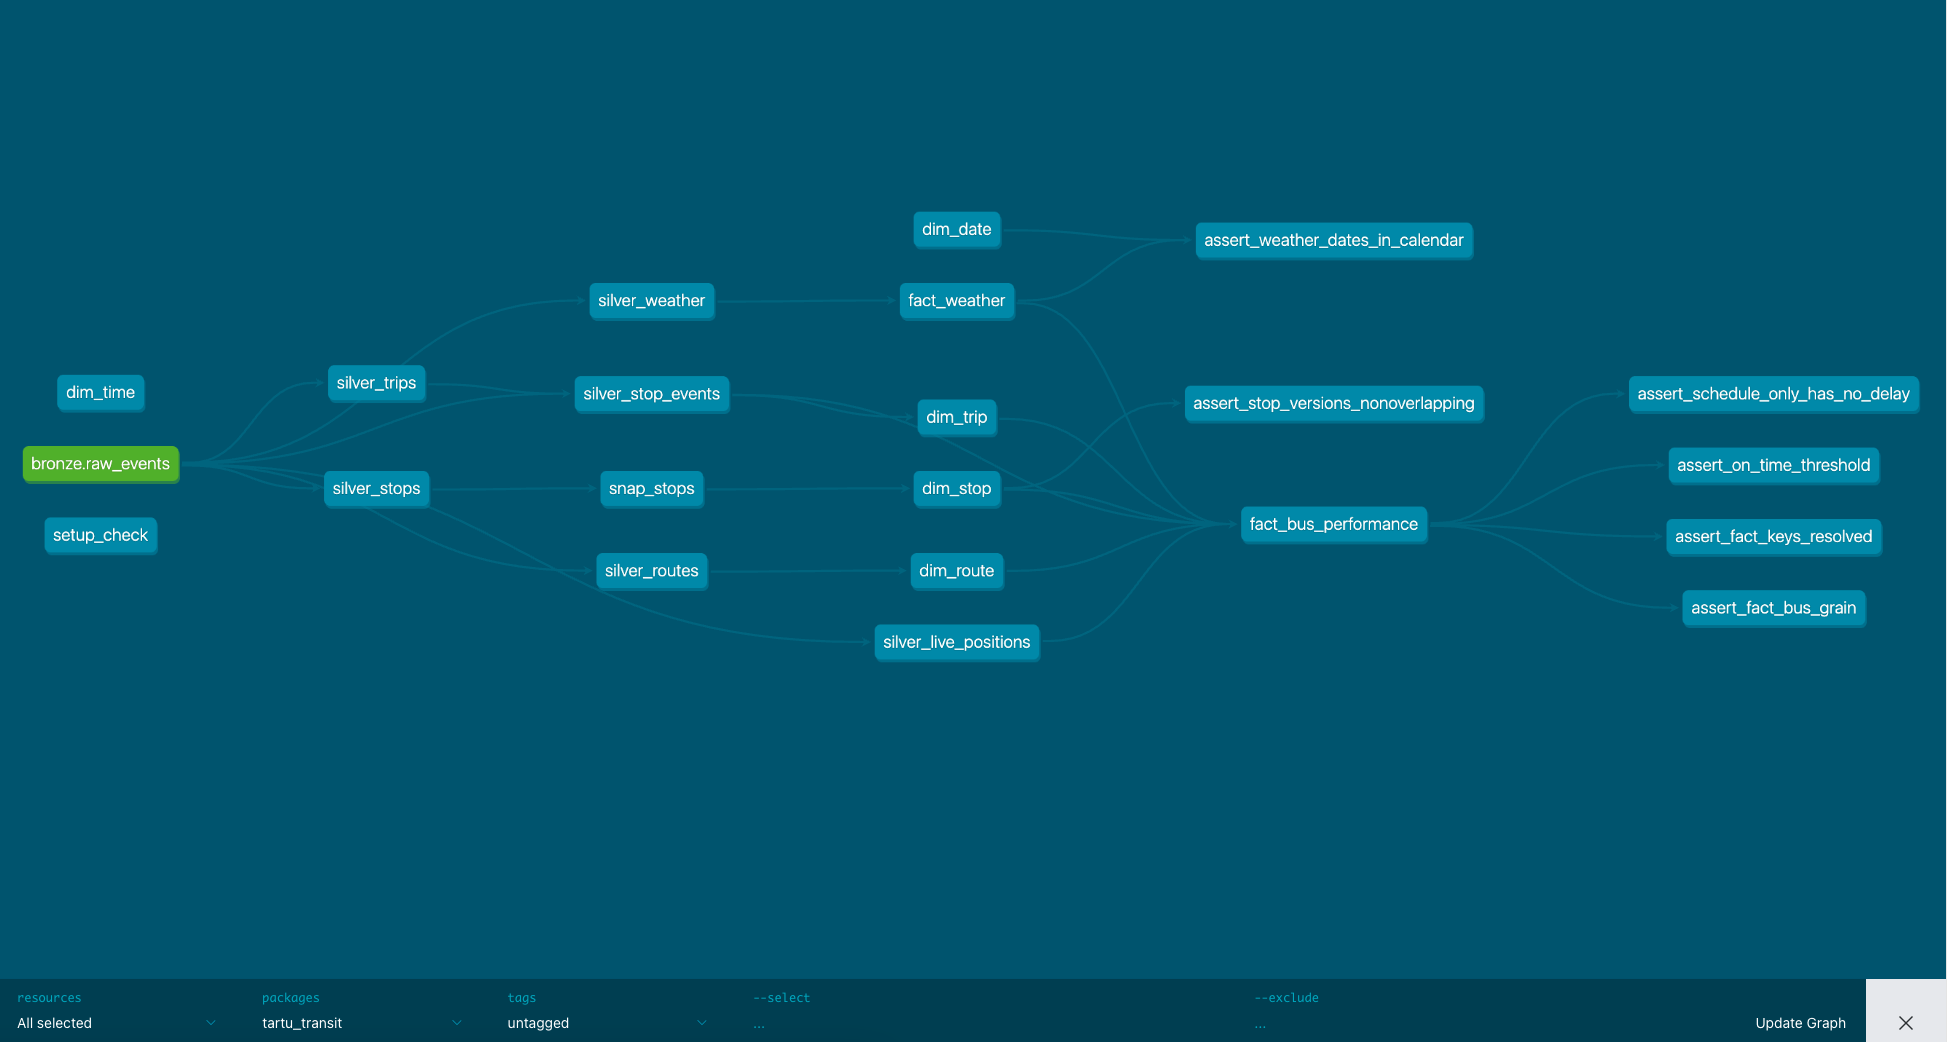 dim_date
assert_weather_dates_in_calendar
silver_weather
fact_weather
dim_time
silver_trips
silver_stop_events
dim_trip
assert_stop_versions_nonoverlapping
assert_schedule_only_has_no_delay
bronze.raw_events
silver_stops
snap_stops
dim_stop
assert_on_time_threshold
setup_check
fact_bus_performance
assert_fact_keys_resolved
silver_routes
dim_route
assert_fact_bus_grain
silver_live_positions
resources
All selected
packages
tartu_transit
tags
untagged
--select
...
--exclude
...
Update Graph